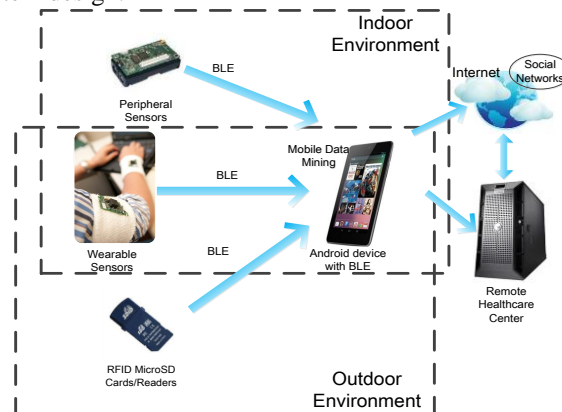 Indoor
Environment
BLE
Peripheral
Sensors
Internet
Social
Networks
Mobile Data
Mining
BLE
BLE
Wearable
Sensors
Android device
with BLE
Remote
Healthcare
Center
RFID MicroSD
Cards/Readers
Outdoor
Environment